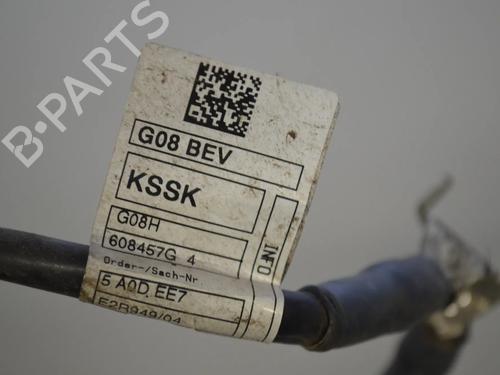 B-PARTS
G08 BEV
KSSK
G08H
608457G 4
INFO
Order-/Sach-Nr
5 A0D EE7